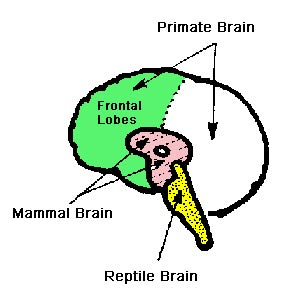 Primate Brain
Frontal
Lobes
Mammal Brain
Reptile Brain